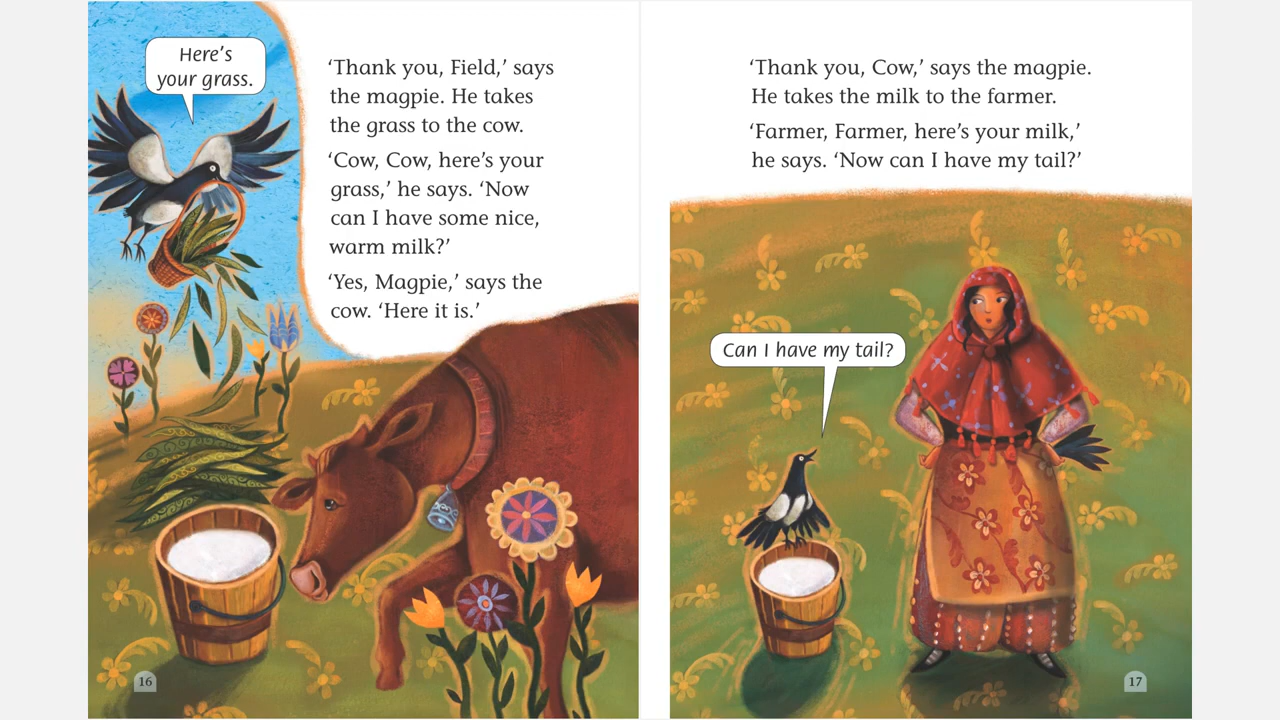 Here's
your grass.
‘Thank you, Field,’ says
the magpie. He takes
the grass to the cow.
‘Cow, Cow, here’s your
grass,’ he says. ‘Now
can I have some nice,
warm milk?’
‘Yes, Magpie,’ says the
cow. ‘Here it is.’
16
‘Thank you, Cow,’ says the magpie.
He takes the milk to the farmer.
‘Farmer, Farmer, here’s your milk,’
he says. ‘Now can I have my tail?’
Can I have my tail?
17